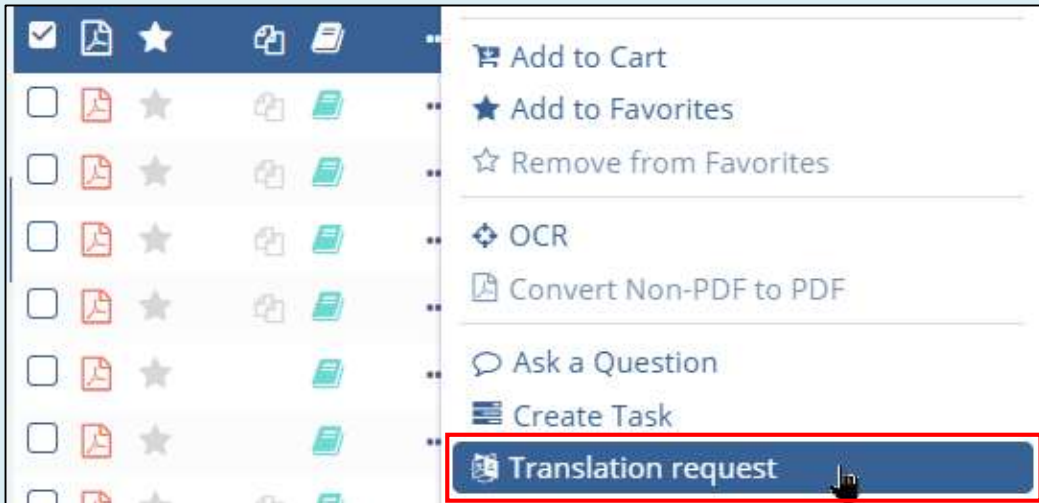 Add to Cart
Add to Favorites
Remove from Favorites
OCR
Convert Non-PDF to PDF
Ask a Question
Create Task
Translation request